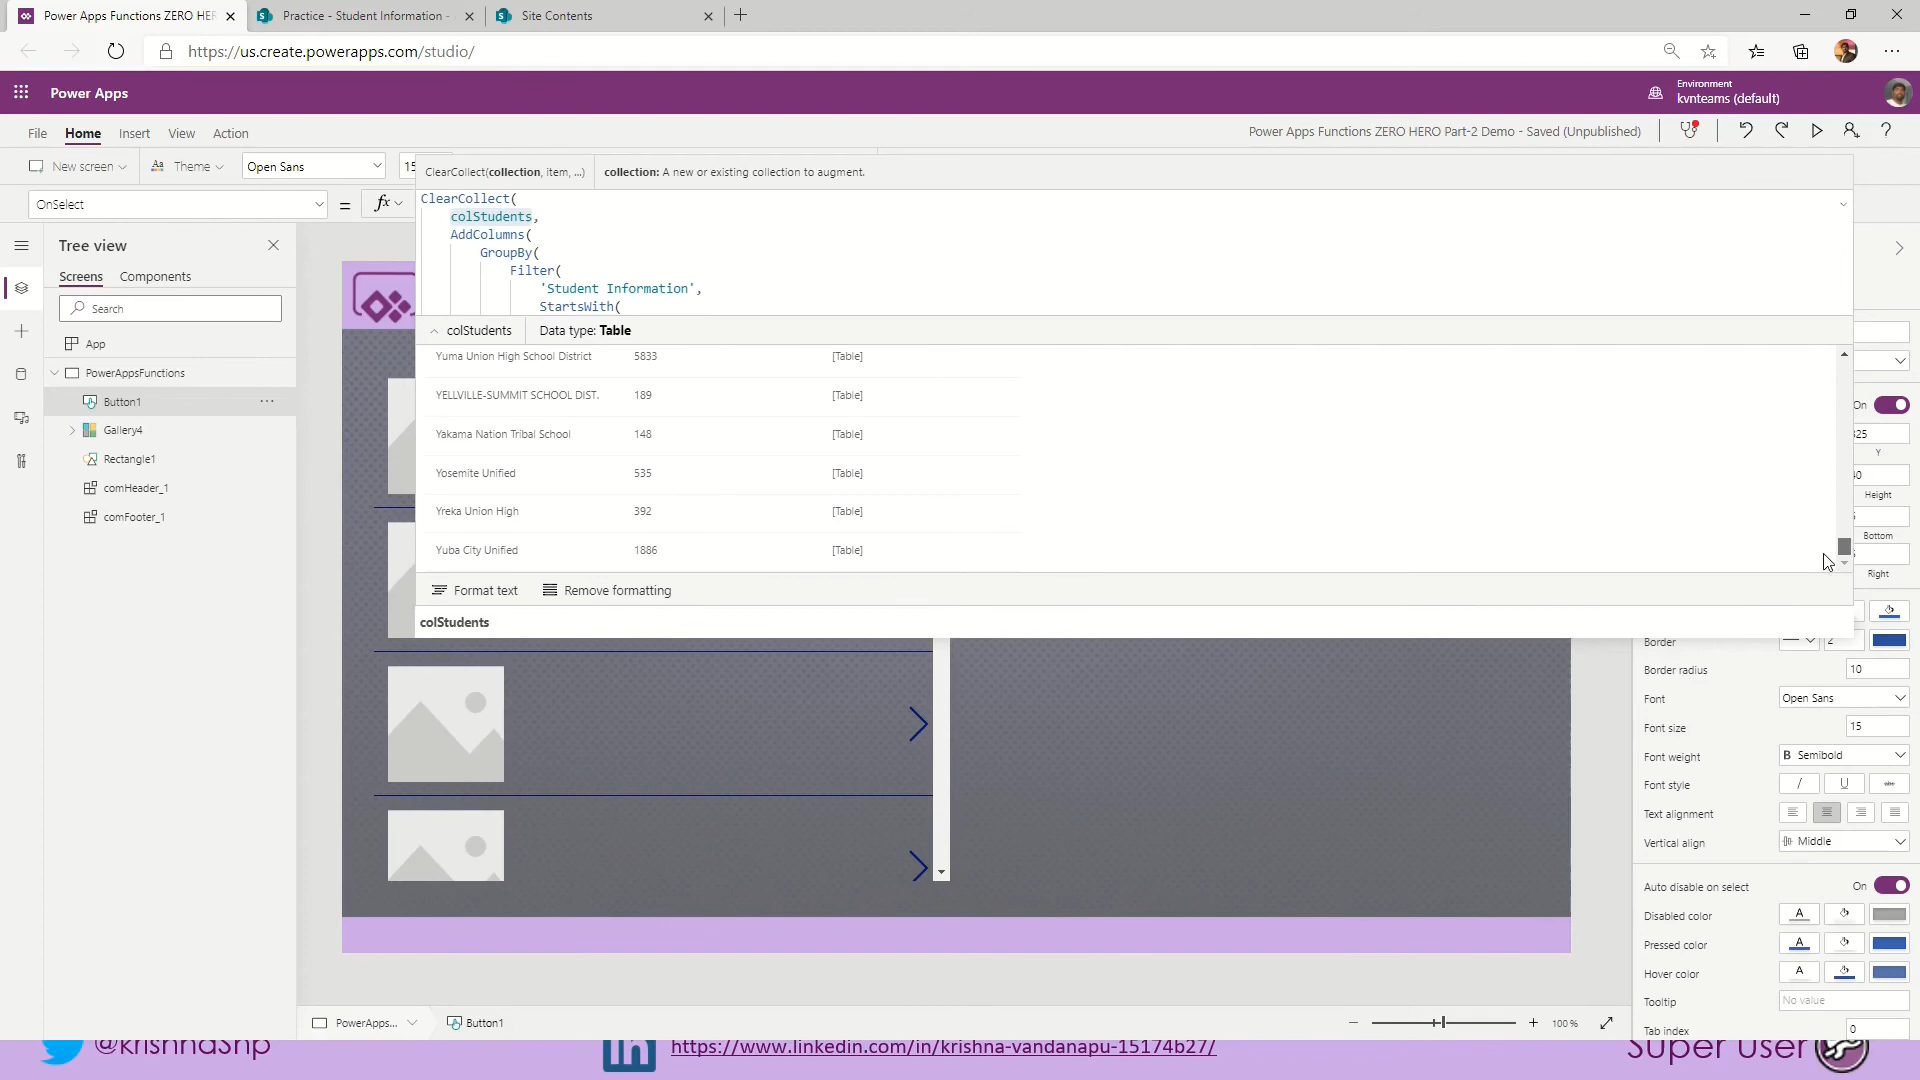 Power Apps Functions ZERO HER
Practice - Student Information -
Site Contents
https://us.create.powerapps.com/studio/
Power Apps
Environment
kvnteams (default)
File Home Insert View Action
Power Apps Functions ZERO HERO Part-2 Demo - Saved (Unpublished)
New screen
Theme
Open Sans
15
ClearCollect(collection, item, ...)
collection: A new or existing collection to augment.
OnSelect = fx
ClearCollect(
colStudents,
AddColumns(
GroupBy(
Filter(
'Student Information',
StartsWith(
Tree view
Screens Components
Search
App
PowerAppsFunctions
Button1
Gallery4
Rectangle1
comHeader_1
comFooter_1
colStudents Data type: Table
Yuma Union High School District 5833 [Table]
YELLVILLE-SUMMIT SCHOOL DIST. 189 [Table]
Yakama Nation Tribal School 148 [Table]
Yosemite Unified 535 [Table]
Yreka Union High 392 [Table]
Yuba City Unified 1886 [Table]
Format text Remove formatting
colStudents
On
Y
Height
Bottom
Right
Border 2
Border radius 10
Font Open Sans
Font size 15
Font weight B Semibold
Font style / U abc
Text alignment
Vertical align Middle
Auto disable on select On
Disabled color A
Pressed color A
Hover color A
Tooltip No value
Tab index 0
PowerApps... Button1
100 %
@krishna5np
in https://www.linkedin.com/in/krishna-vandanapu-15174b27/
Super User